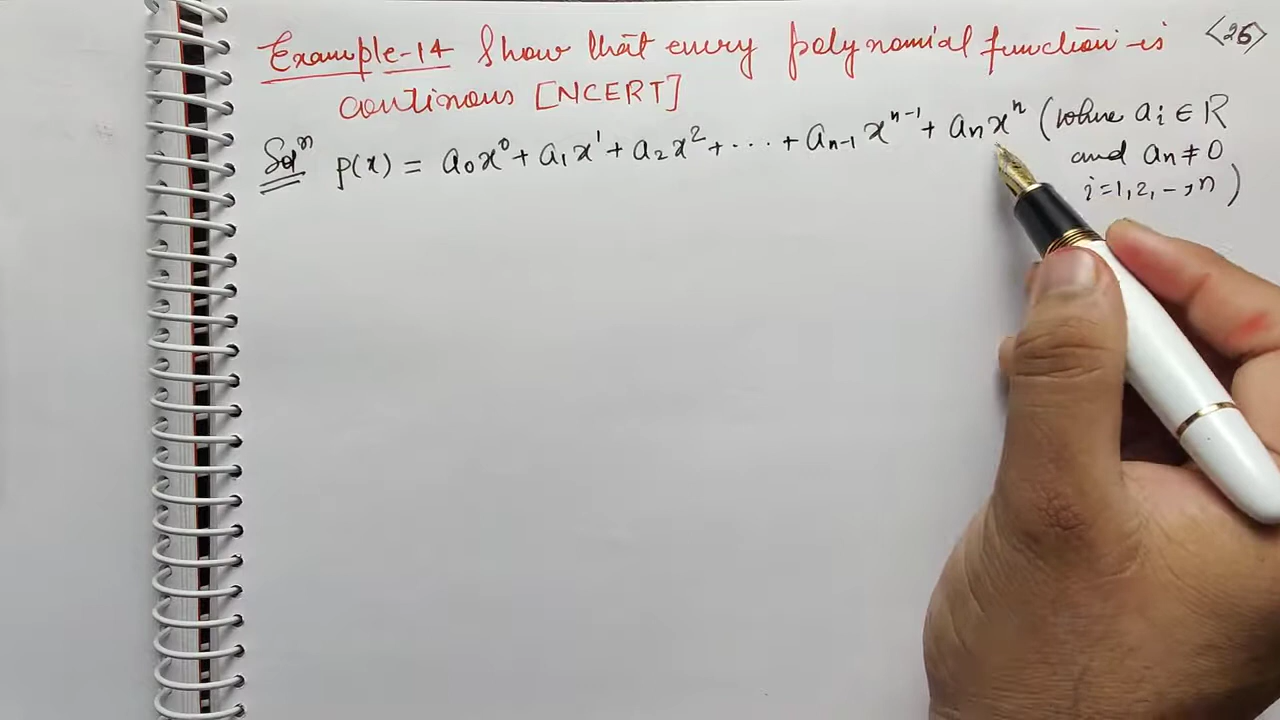 Example-14 Show that every polynomial function is <26>
continous [NCERT]
Solⁿ p(x) = a₀x⁰ + a₁x¹ + a₂x² + ... + aₙ₋₁xⁿ⁻¹ + aₙxⁿ (where aᵢ ∈ R
and aₙ ≠ 0
i=1,2,-,n)